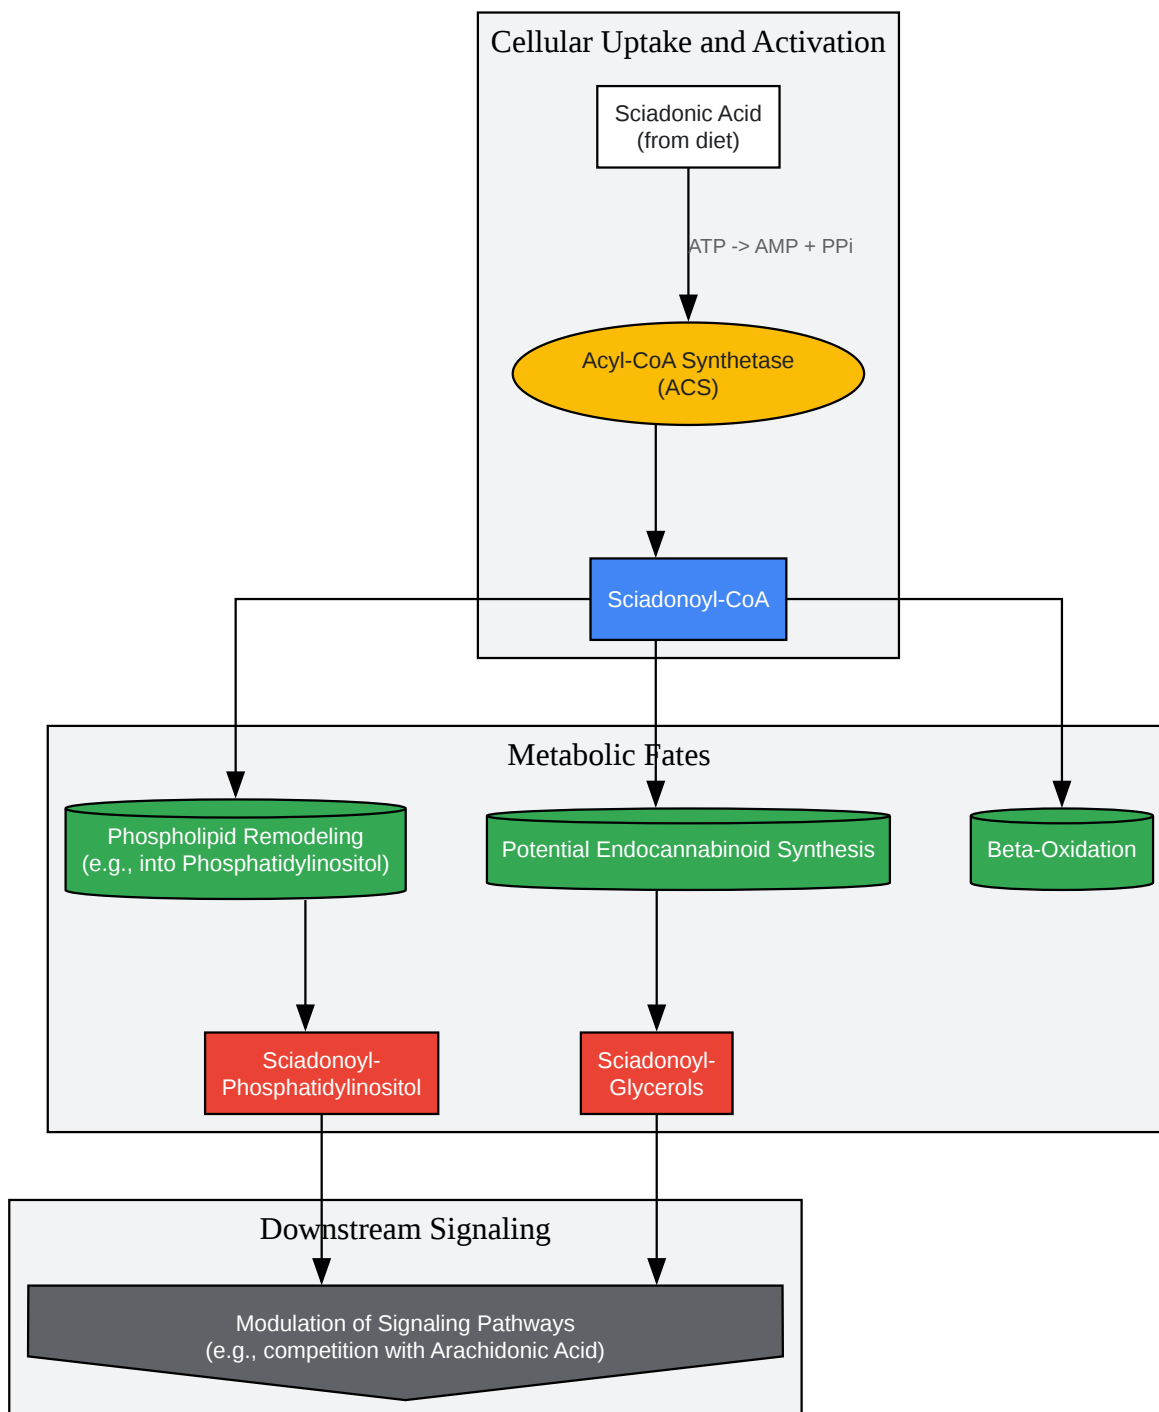 Cellular Uptake and Activation
Sciadonic Acid
(from diet)
ATP -> AMP + PPi
Acyl-CoA Synthetase
(ACS)
Sciadonoyl-CoA
Metabolic Fates
Phospholipid Remodeling
(e.g., into Phosphatidylinositol)
Potential Endocannabinoid Synthesis
Beta-Oxidation
Sciadonoyl-
Phosphatidylinositol
Sciadonoyl-
Glycerols
Downstream Signaling
Modulation of Signaling Pathways
(e.g., competition with Arachidonic Acid)